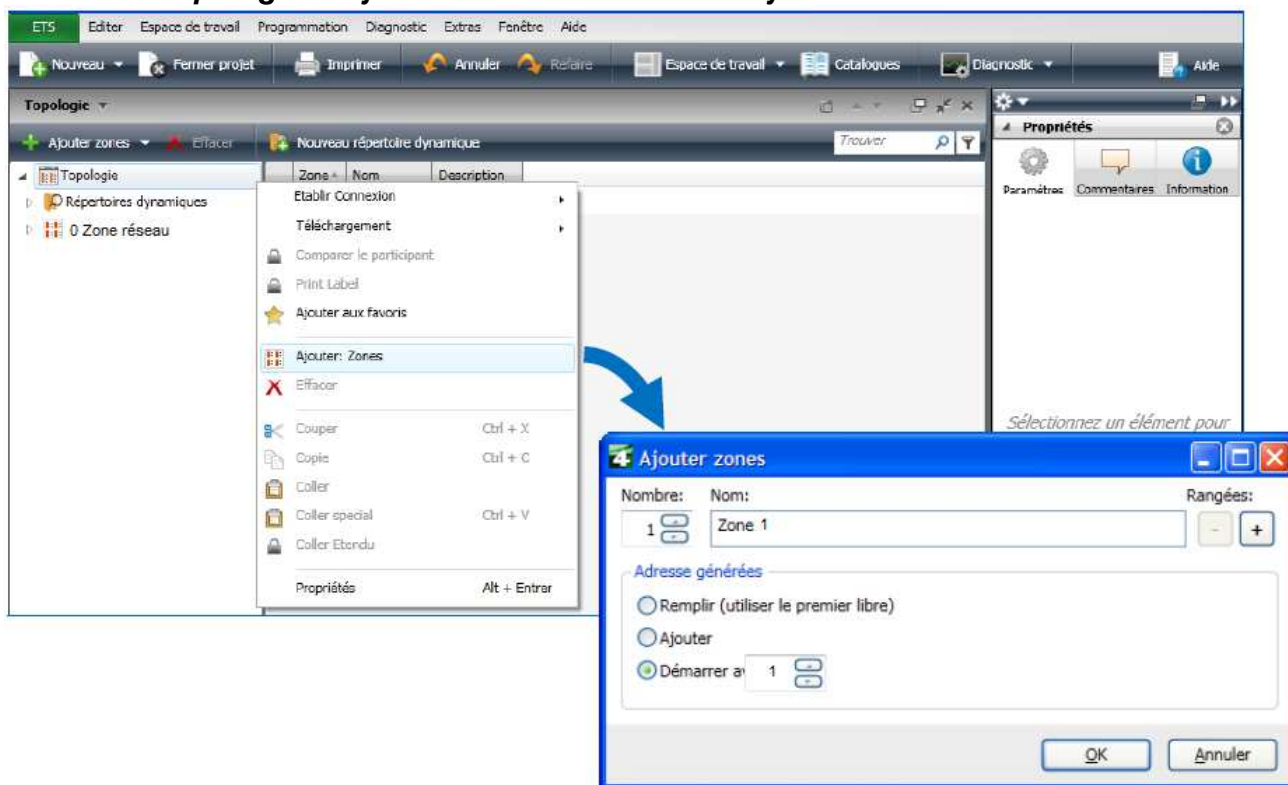 ETS Editer Espace de travail Programmation Diagnostic Extras Fenêtre Aide
Nouveau Fermer projet Imprimer Annuler Refaire Espace de travail Catalogues Diagnostic Aide
Topologie
Ajouter zones Effacer Nouveau répertoire dynamique Trouver
Propriétés
Paramètres Commentaires Information
Topologie
Répertoires dynamiques
0 Zone réseau
Zone Nom Description
Etablir Connexion
Téléchargement
Comparer le participant
Print Label
Ajouter aux favoris
Ajouter: Zones
Effacer
Couper Ctrl + X
Copie Ctrl + C
Coller
Coller special Ctrl + V
Coller Etendu
Propriétés Alt + Entrer
Sélectionnez un élément pour
4 Ajouter zones
Nombre: Nom: Rangées:
1 Zone 1 - +
Adresse générées
Remplir (utiliser le premier libre)
Ajouter
Démarrer av 1
OK Annuler